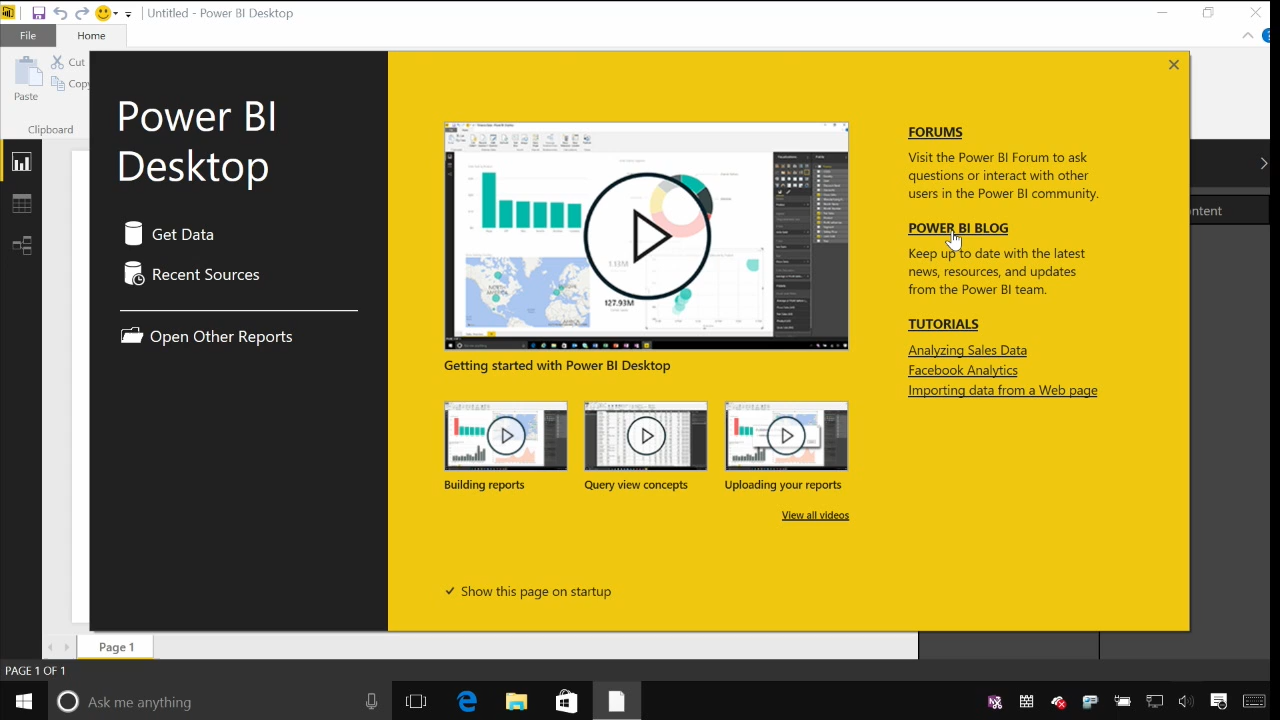 Untitled - Power BI Desktop
File
Home
Cut
Copy
Paste
Clipboard
Power BI
Desktop
Get Data
Recent Sources
Open Other Reports
127.93M
Getting started with Power BI Desktop
Building reports
Query view concepts
Uploading your reports
View all videos
Show this page on startup
FORUMS
Visit the Power BI Forum to ask
questions or interact with other
users in the Power BI community.
POWER BI BLOG
Keep up to date with the latest
news, resources, and updates
from the Power BI team.
TUTORIALS
Analyzing Sales Data
Facebook Analytics
Importing data from a Web page
Page 1
PAGE 1 OF 1
Ask me anything